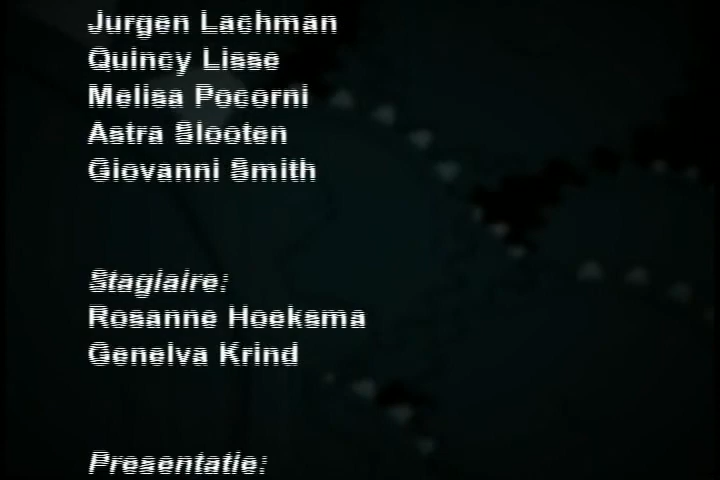 Jurgen Lachman
Quincy Lisse
Melisa Pocorni
Astra Slooten
Giovanni Smith
Stagiaire:
Rosanne Hoeksma
Genelva Krind
Presentatie: